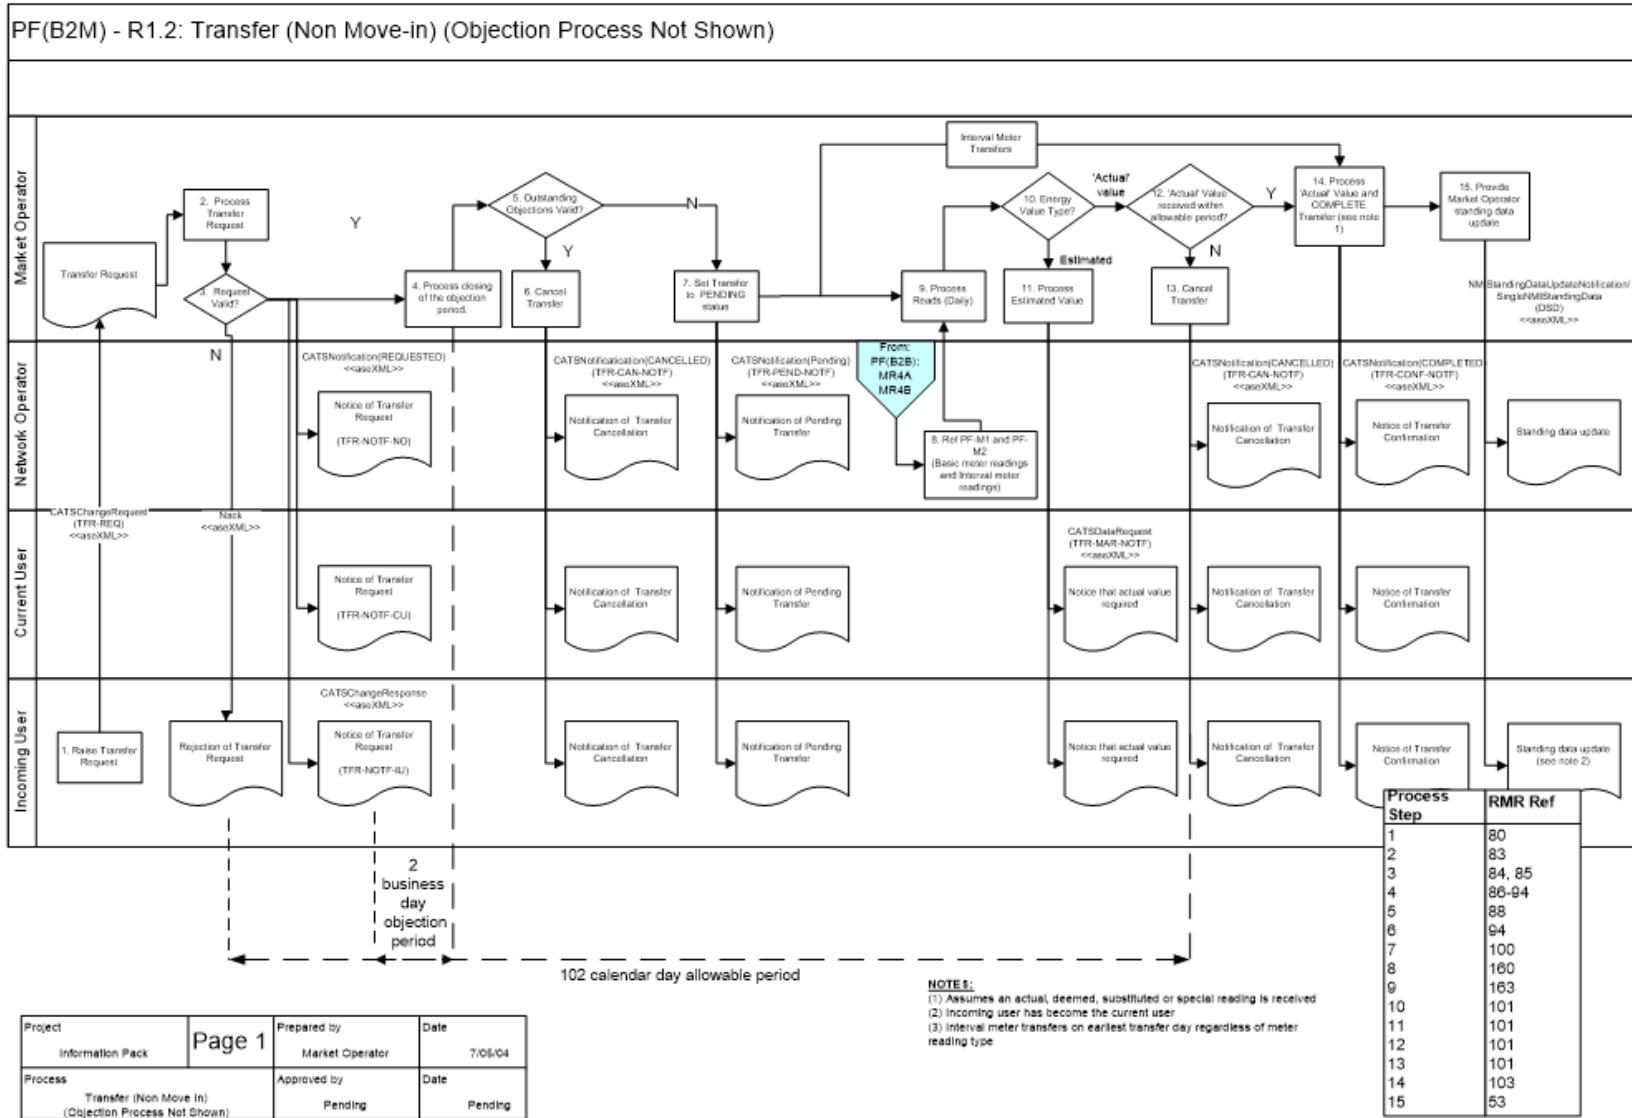 PF(B2M) - R1.2: Transfer (Non Move-in) (Objection Process Not Shown)
Market Operator
Transfer Request
2. Process
Transfer
Request
3. Request
Valid?
Y
N
4. Process closing
of the objection
period.
5. Outstanding
Objections Valid?
Y
N
6. Cancel
Transfer
7. Set Transfer
to PENDING
status
Interval Meter
Transfers
9. Process
Reads (Daily)
10. Energy
Value Type?
'Actual'
value
Estimated
11. Process
Estimated Value
12. 'Actual' Value
received within
allowable period?
Y
N
13. Cancel
Transfer
14. Process
'Actual' Value and
COMPLETE
Transfer (see note
1)
15. Provide
Market Operator
standing data
update
NMIStandingDataUpdateNotification/
SingleNMIStandingData
(DSD)
<<aseXML>>
Network Operator
CATSNotification(REQUESTED)
<<aseXML>>
Notice of Transfer
Request
(TFR-NOTF-NO)
CATSNotificatication(CANCELLED)
(TFR-CAN-NOTF)
<<aseXML>>
Notification of Transfer
Cancellation
CATSNotification(Pending)
(TFR-PEND-NOTF)
<<aseXML>>
Notification of Pending
Transfer
From:
PF(B2B):
MR4A
MR4B
8. Ref PF-M1 and PF-
M2
(Basic meter readings
and Interval meter
readings)
CATSNotification(CANCELLED)
(TFR-CAN-NOTF)
<<aseXML>>
Notification of Transfer
Cancellation
CATSNotification(COMPLETED)
(TFR-CONF-NOTF)
<<aseXML>>
Notice of Transfer
Confirmation
Standing data update
Current User
CATSChangeRequest
(TFR-REQ)
<<aseXML>>
Nack
<<aseXML>>
Notice of Transfer
Request
(TFR-NOTF-CU)
Notification of Transfer
Cancellation
Notification of Pending
Transfer
CATSDataRequest
(TFR-MAR-NOTF)
<<aseXML>>
Notice that actual value
required
Notification of Transfer
Cancellation
Notice of Transfer
Confirmation
Incoming User
1. Raise Transfer
Request
Rejection of Transfer
Request
CATSChangeResponse
<<aseXML>>
Notice of Transfer
Request
(TFR-NOTF-IU)
Notification of Transfer
Cancellation
Notification of Pending
Transfer
Notice that actual value
required
Notification of Transfer
Cancellation
Notice of Transfer
Confirmation
Standing data update
(see note 2)
2
business
day
objection
period
102 calendar day allowable period
NOTES:
(1) Assumes an actual, deemed, substituted or special reading is received
(2) Incoming user has become the current user
(3) Interval meter transfers on earliest transfer day regardless of meter
reading type
Process Step RMR Ref
1 80
2 83
3 84, 85
4 86-94
5 88
6 94
7 100
8 160
9 163
10 101
11 101
12 101
13 101
14 103
15 53
Project
Information Pack
Page 1
Prepared by
Market Operator
Date
7/05/04
Process
Transfer (Non Move In)
(Objection Process Not Shown)
Approved by
Pending
Date
Pending